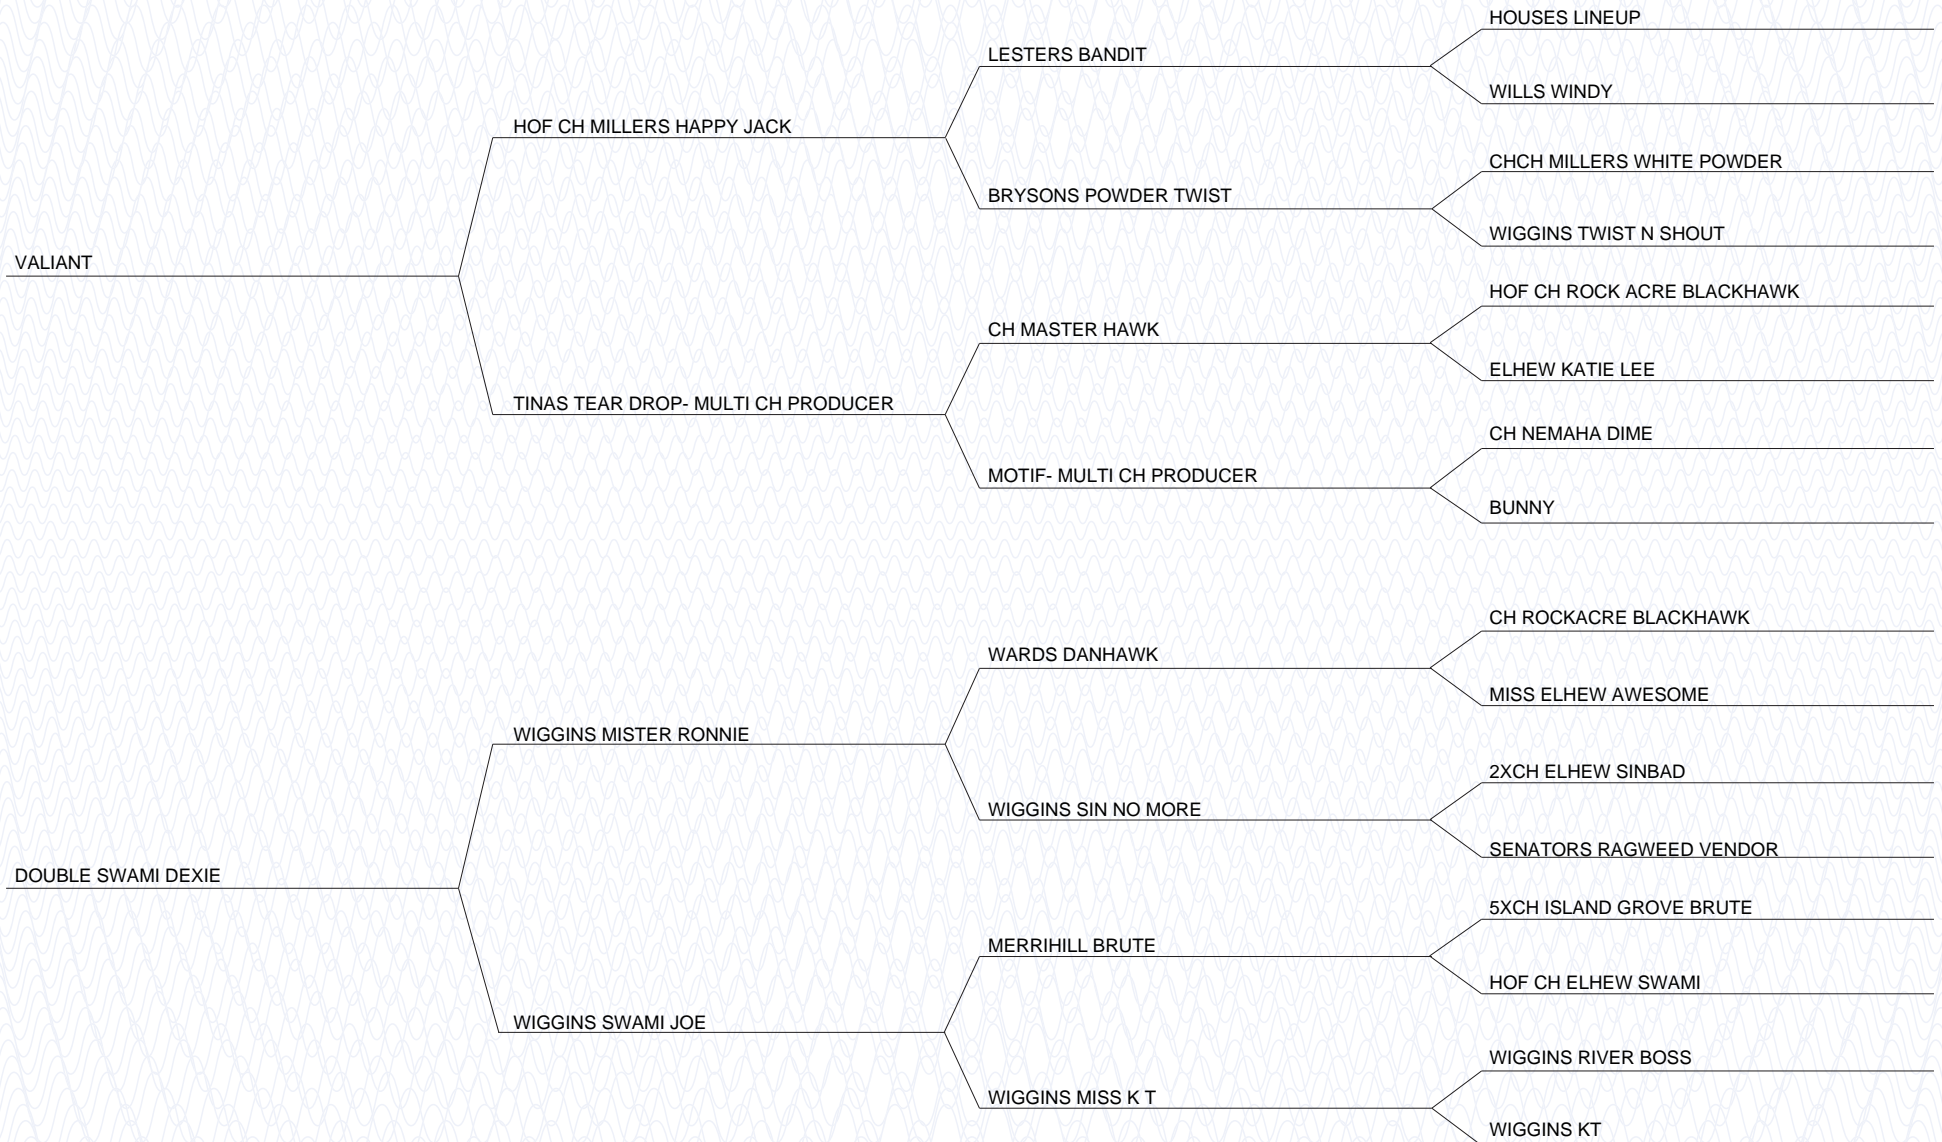 HOUSES LINEUP
LESTERS BANDIT
WILLS WINDY
HOF CH MILLERS HAPPY JACK
CHCH MILLERS WHITE POWDER
BRYSONS POWDER TWIST
WIGGINS TWIST N SHOUT
VALIANT
HOF CH ROCK ACRE BLACKHAWK
CH MASTER HAWK
ELHEW KATIE LEE
TINAS TEAR DROP- MULTI CH PRODUCER
CH NEMAHA DIME
MOTIF- MULTI CH PRODUCER
BUNNY
CH ROCKACRE BLACKHAWK
WARDS DANHAWK
MISS ELHEW AWESOME
WIGGINS MISTER RONNIE
2XCH ELHEW SINBAD
WIGGINS SIN NO MORE
SENATORS RAGWEED VENDOR
DOUBLE SWAMI DEXIE
5XCH ISLAND GROVE BRUTE
MERRIHILL BRUTE
HOF CH ELHEW SWAMI
WIGGINS SWAMI JOE
WIGGINS RIVER BOSS
WIGGINS MISS K T
WIGGINS KT